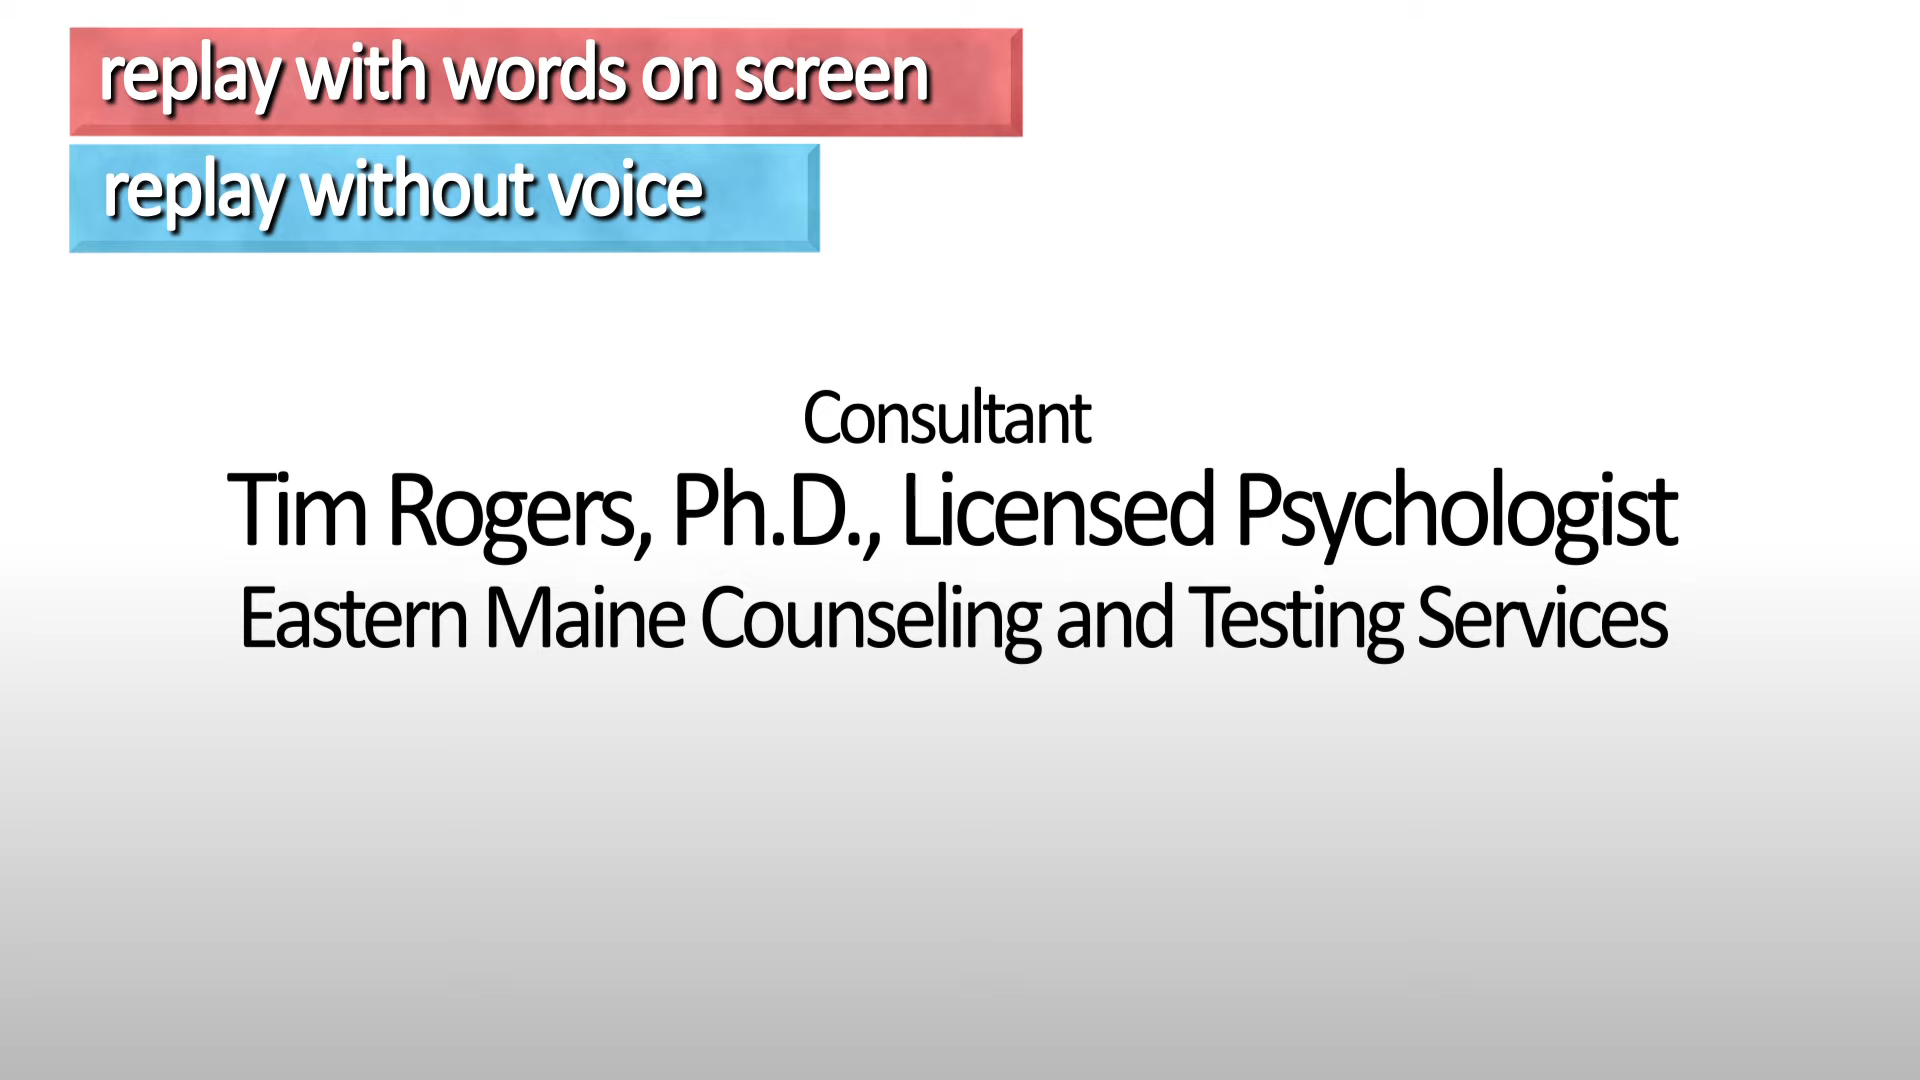 replay with words on screen
replay without voice
Consultant
Tim Rogers, Ph.D., Licensed Psychologist
Eastern Maine Counseling and Testing Services